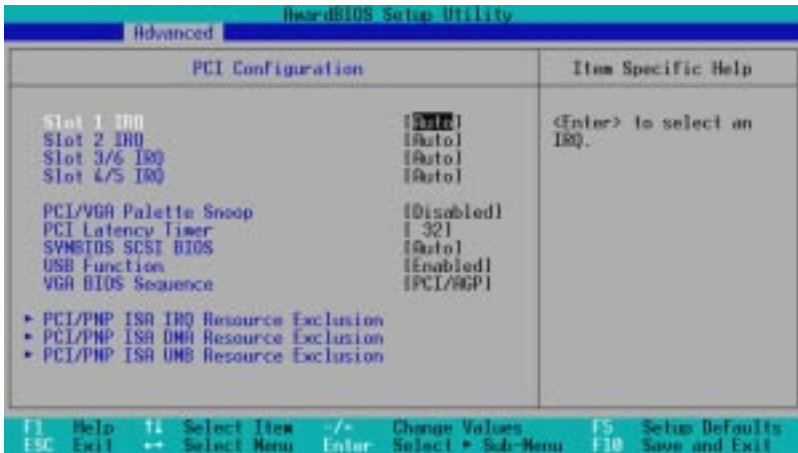 AwardBIOS Setup Utility
Advanced
PCI Configuration
Item Specific Help
Slot 1 IRQ [Auto]
<Enter> to select an
Slot 2 IRQ [Auto]
IRQ.
Slot 3/6 IRQ [Auto]
Slot 4/5 IRQ [Auto]
PCI/VGA Palette Snoop [Disabled]
PCI Latency Timer [ 32]
SYMBIOS SCSI BIOS [Auto]
USB Function [Enabled]
VGA BIOS Sequence [PCI/AGP]
► PCI/PNP ISA IRQ Resource Exclusion
► PCI/PNP ISA DMA Resource Exclusion
► PCI/PNP ISA UMB Resource Exclusion
F1 Help ↑↓ Select Item -/+ Change Values F5 Setup Defaults
ESC Exit ↔ Select Menu Enter Select ► Sub-Menu F10 Save and Exit